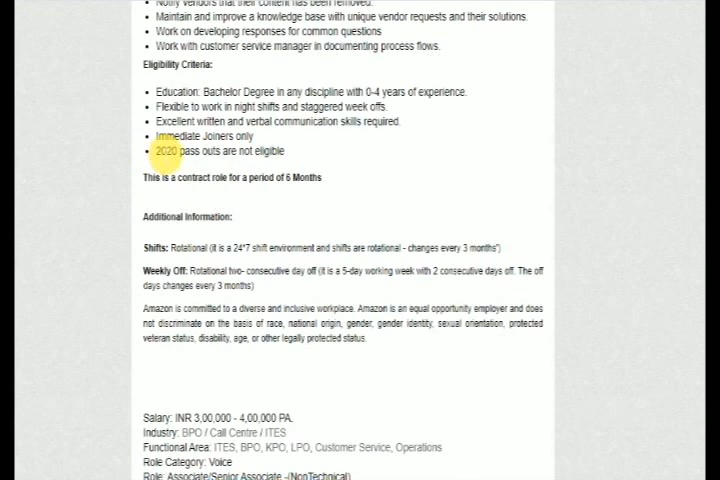 Notify vendors that their content has been removed.
Maintain and improve a knowledge base with unique vendor requests and their solutions.
Work on developing responses for common questions
Work with customer service manager in documenting process flows.
Eligibility Criteria:
Education: Bachelor Degree in any discipline with 0-4 years of experience.
Flexible to work in night shifts and staggered week offs.
Excellent written and verbal communication skills required.
Immediate Joiners only
2020 pass outs are not eligible
This is a contract role for a period of 6 Months
Additional Information:
Shifts: Rotational (it is a 24*7 shift environment and shifts are rotational - changes every 3 months*)
Weekly Off: Rotational two- consecutive day off (it is a 5-day working week with 2 consecutive days off. The off
days changes every 3 months)
Amazon is committed to a diverse and inclusive workplace. Amazon is an equal opportunity employer and does
not discriminate on the basis of race, national origin, gender, gender identity, sexual orientation, protected
veteran status, disability, age, or other legally protected status.
Salary: INR 3,00,000 - 4,00,000 PA.
Industry: BPO / Call Centre / ITES
Functional Area: ITES, BPO, KPO, LPO, Customer Service, Operations
Role Category: Voice
Role: Associate/Senior Associate -(NonTechnical)